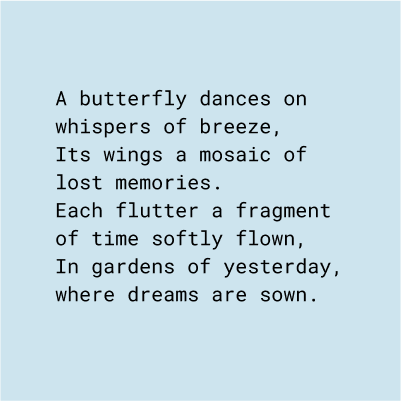 A butterfly dances on
whispers of breeze,
Its wings a mosaic of
lost memories.
Each flutter a fragment
of time softly flown,
In gardens of yesterday,
where dreams are sown.